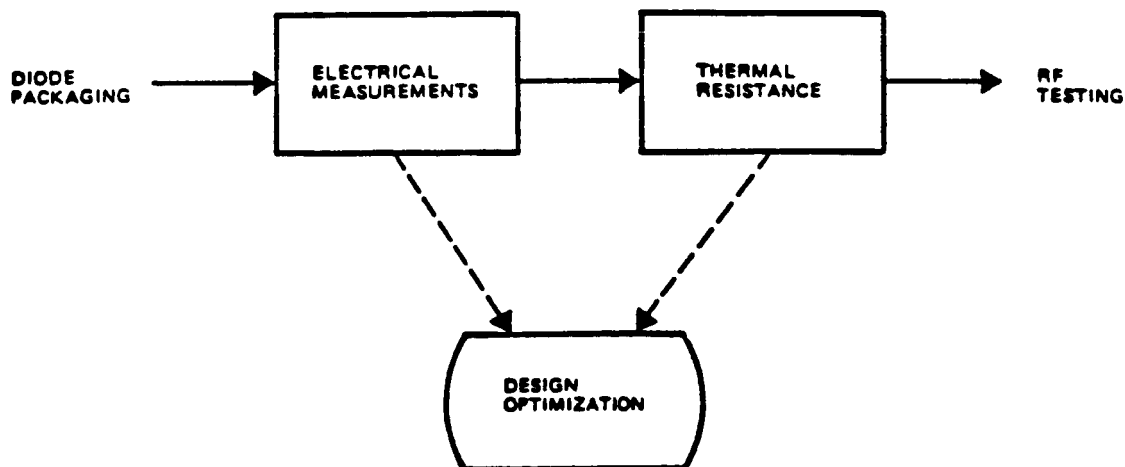 DIODE
PACKAGING
ELECTRICAL
MEASUREMENTS
THERMAL
RESISTANCE
RF
TESTING
DESIGN
OPTIMIZATION